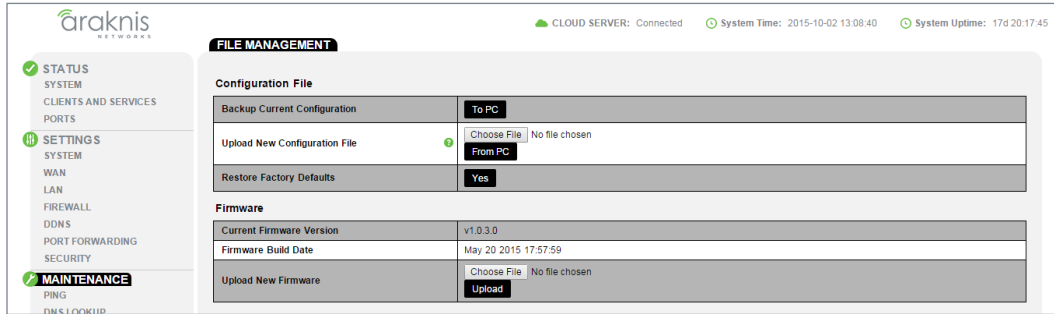 araknis
NETWORKS
CLOUD SERVER: Connected System Time: 2015-10-02 13:08:40 System Uptime: 17d 20:17:45
FILE MANAGEMENT
STATUS
SYSTEM
CLIENTS AND SERVICES
PORTS
SETTINGS
SYSTEM
WAN
LAN
FIREWALL
DDNS
PORT FORWARDING
SECURITY
MAINTENANCE
PING
DNS LOOKUP
Configuration File
Backup Current Configuration To PC
Upload New Configuration File ? Choose File No file chosen
From PC
Restore Factory Defaults Yes
Firmware
Current Firmware Version v1.0.3.0
Firmware Build Date May 20 2015 17:57:59
Upload New Firmware Choose File No file chosen
Upload